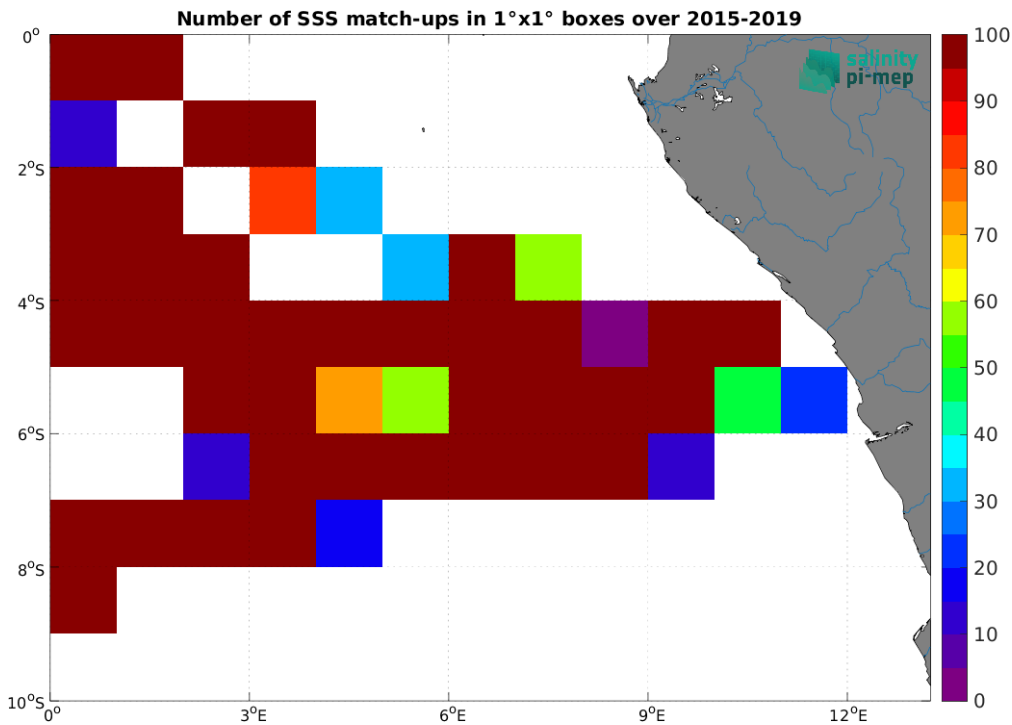 Number of SSS match-ups in 1°x1° boxes over 2015-2019
salinity
pi-mep
0°
2°S
4°S
6°S
8°S
10°S
0°
3°E
6°E
9°E
12°E
100
90
80
70
60
50
40
30
20
10
0